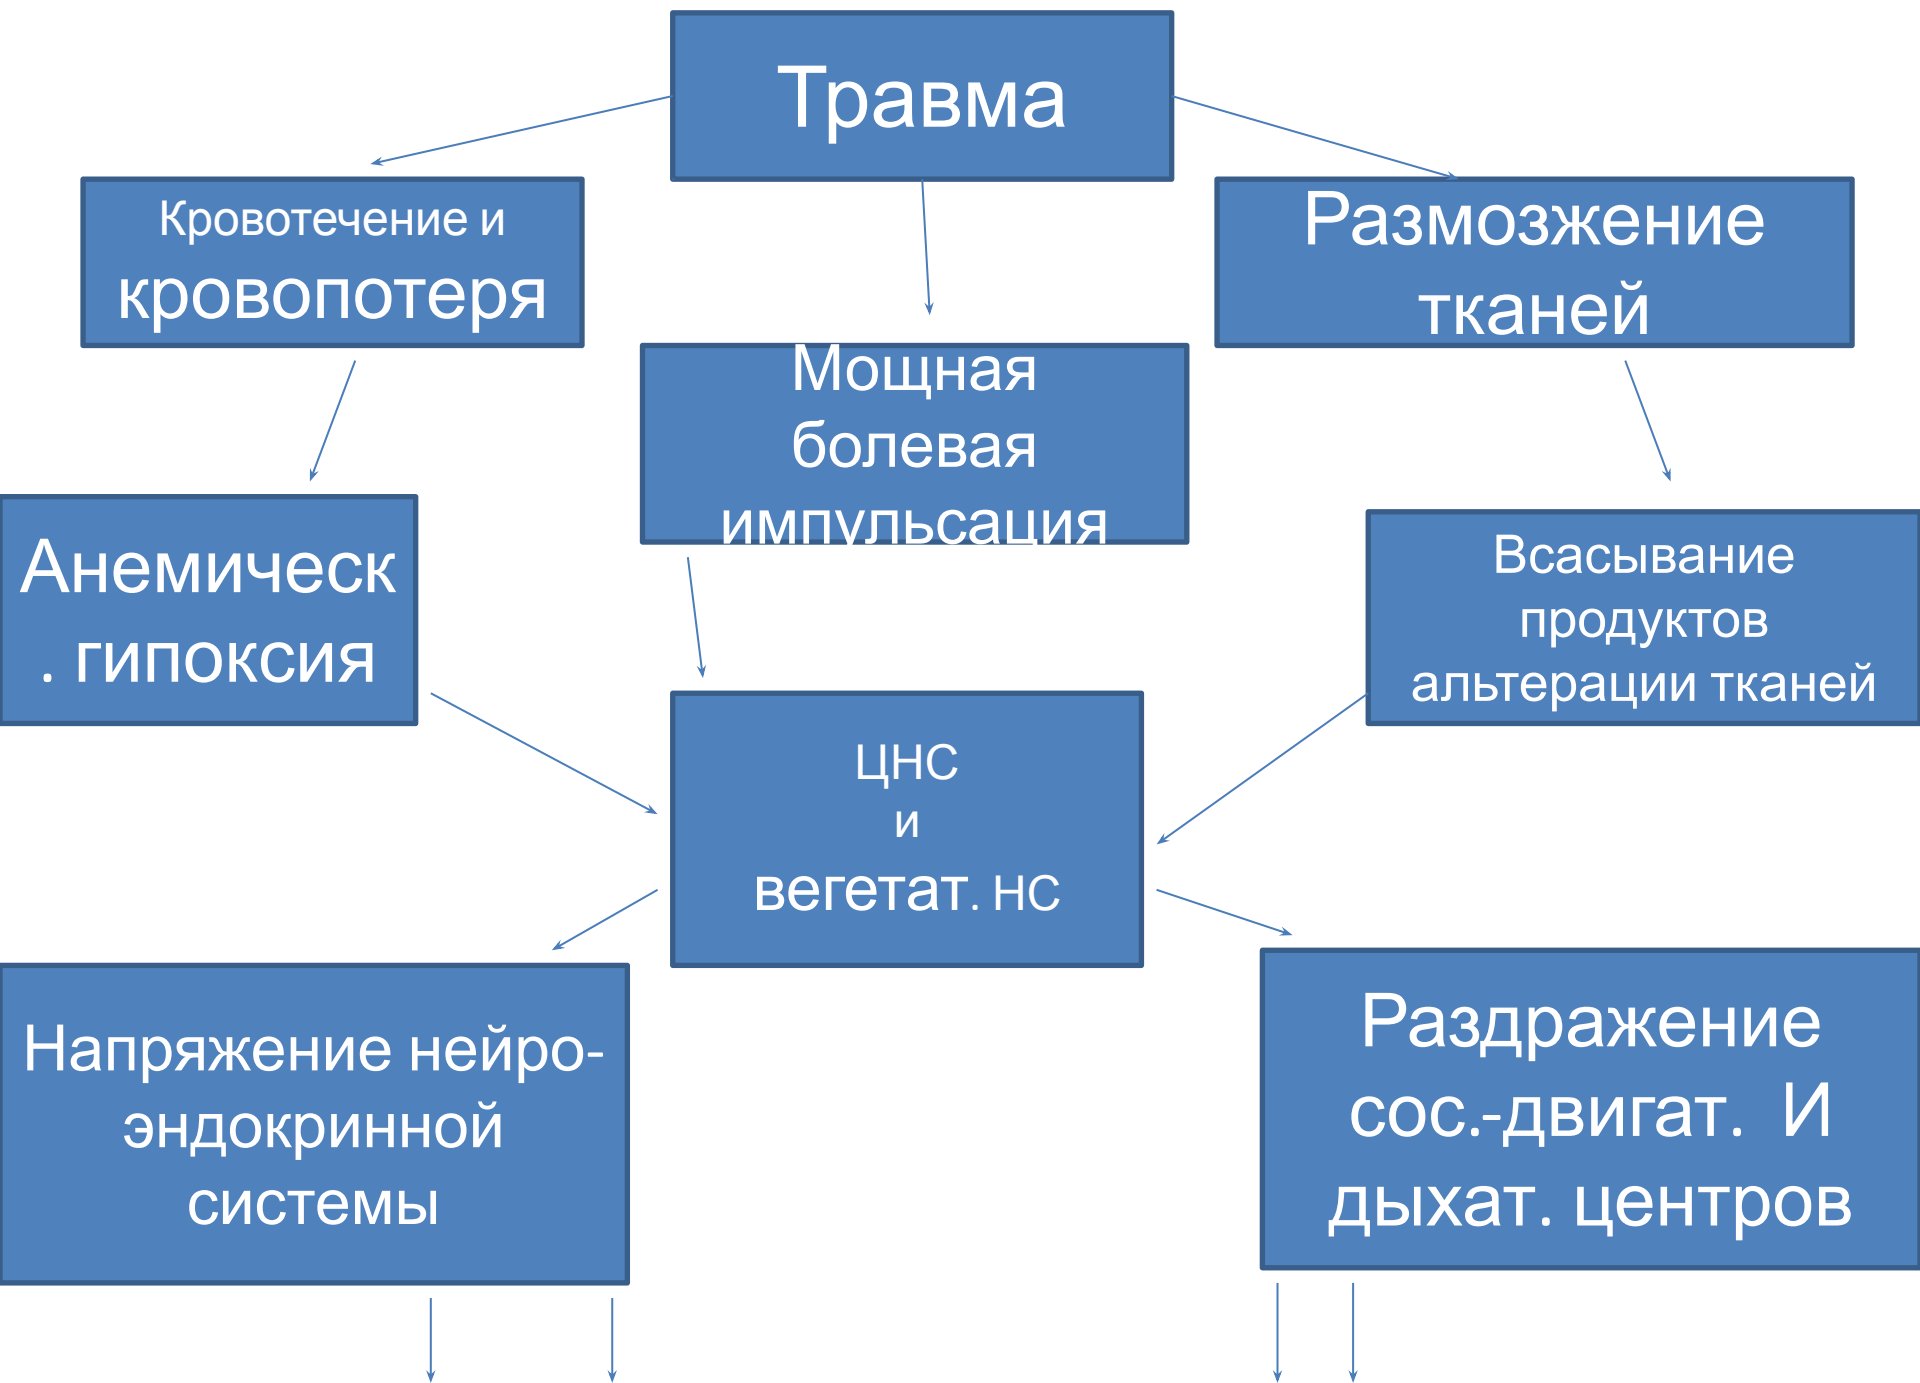 Травма
Кровотечение и
кровопотеря
Размозжение
тканей
Мощная
болевая
импульсация
Анемическ
. гипоксия
Всасывание
продуктов
альтерации тканей
ЦНС
и
вегетат. НС
Напряжение нейро-
эндокринной
системы
Раздражение
сос.-двигат. И
дыхат. центров